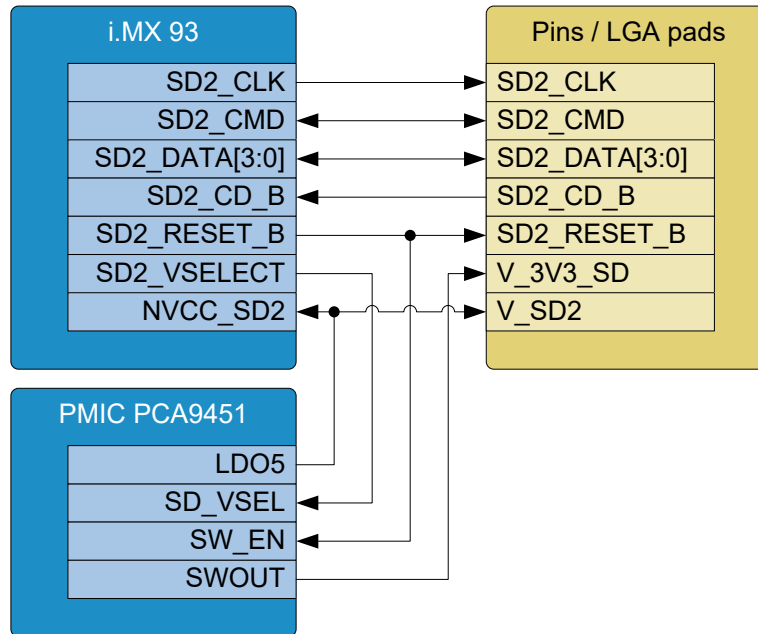 i.MX 93
SD2_CLK
SD2_CMD
SD2_DATA[3:0]
SD2_CD_B
SD2_RESET_B
SD2_VSELECT
NVCC_SD2
Pins / LGA pads
SD2_CLK
SD2_CMD
SD2_DATA[3:0]
SD2_CD_B
SD2_RESET_B
V_3V3_SD
V_SD2
PMIC PCA9451
LDO5
SD_VSEL
SW_EN
SWOUT